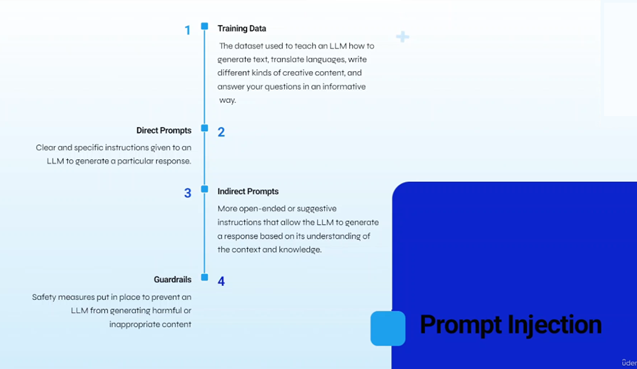 1
Training Data
The dataset used to teach an LLM how to
generate text, translate languages, write
different kinds of creative content, and
answer your questions in an informative
way.
Direct Prompts
2
Clear and specific instructions given to an
LLM to generate a particular response.
3
Indirect Prompts
More open-ended or suggestive
instructions that allow the LLM to generate
a response based on its understanding of
the context and knowledge.
Guardrails
4
Safety measures put in place to prevent an
LLM from generating harmful or
inappropriate content
Prompt Injection